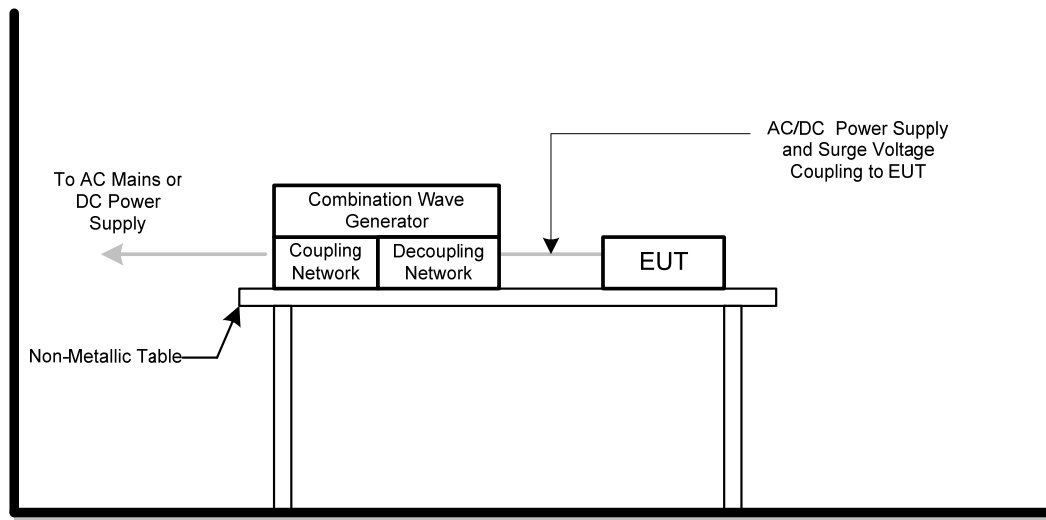 AC/DC Power Supply
and Surge Voltage
Coupling to EUT
To AC Mains or
DC Power
Supply
Combination Wave
Generator
Coupling
Network
Decoupling
Network
EUT
Non-Metallic Table